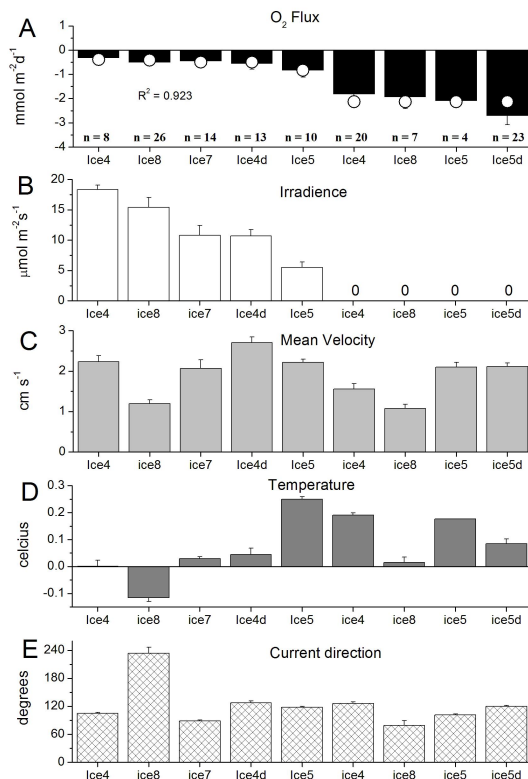 A
O2 Flux
mmol m-2d-1
1
0
-1
-2
-3
-4
R2 = 0.923
n = 8 n = 26 n = 14 n = 13 n = 10 n = 20 n = 7 n = 4 n = 23
Ice4 Ice8 Ice7 Ice4d Ice5 Ice4 Ice8 Ice5 Ice5d
B
Irradience
μmol m-2s-1
20
15
10
5
0
0 0 0 0
Ice4 ice8 ice7 Ice4d Ice5 ice4 ice8 ice5 ice5d
C
Mean Velocity
cm s-1
3
2
1
0
Ice4 ice8 ice7 Ice4d Ice5 ice4 ice8 ice5 ice5d
D
Temperature
celcius
0.3
0.2
0.1
0.0
-0.1
Ice4 ice8 ice7 Ice4d Ice5 ice4 ice8 ice5 ice5d
E
Current direction
degrees
240
180
120
60
0
Ice4 ice8 ice7 Ice4d Ice5 ice4 ice8 ice5 ice5d